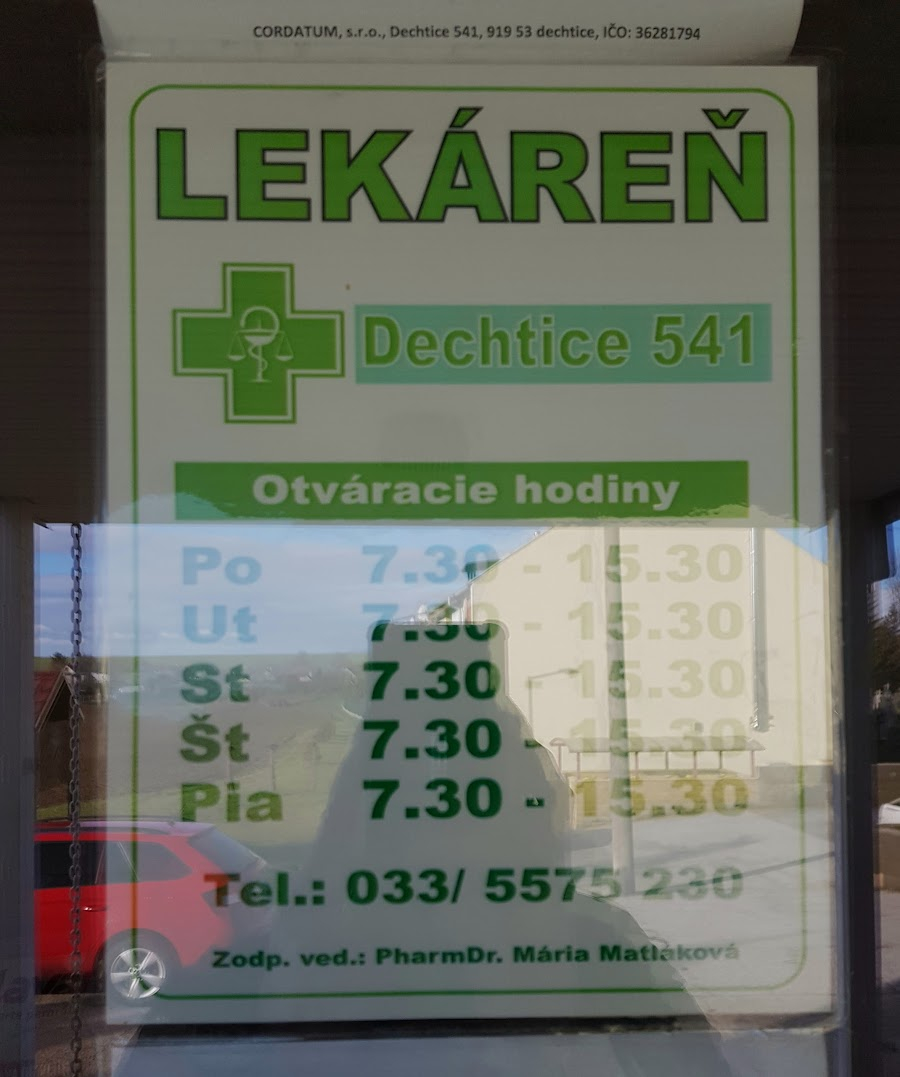 CORDATUM, s.r.o., Dechtice 541, 919 53 dechtice, IČO: 36281794
LEKÁREŇ
Dechtice 541
Otváracie hodiny
Po 7.30 - 15.30
Ut 7.30 - 15.30
St 7.30 - 15.30
Št 7.30 - 15.30
Pia 7.30 - 15.30
Tel.: 033/ 5575 230
Zodp. ved.: PharmDr. Mária Matláková